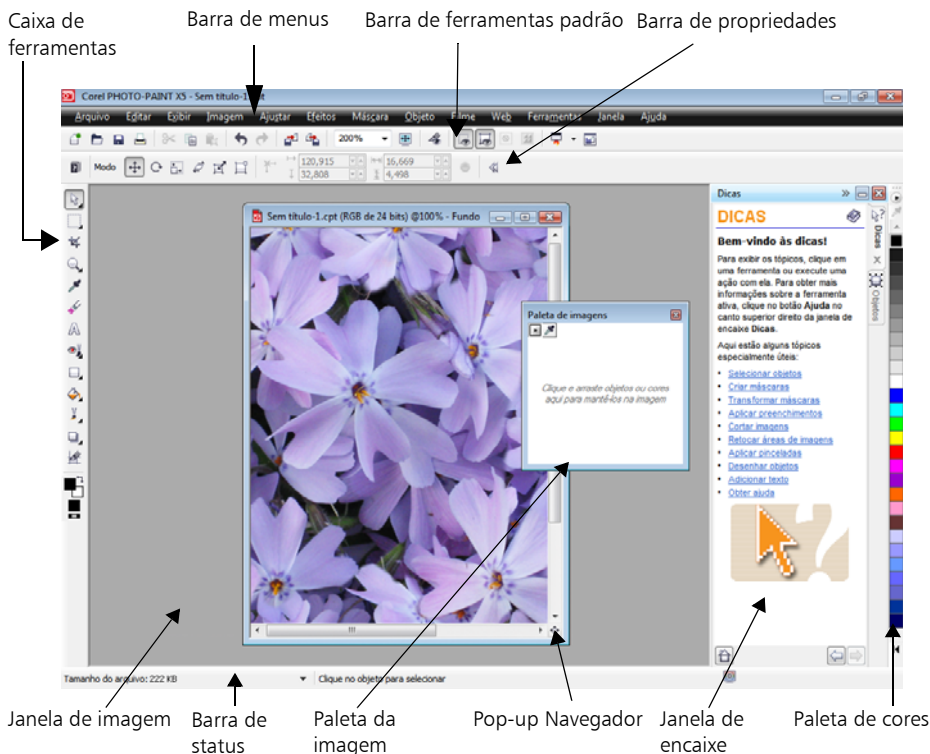 Caixa de
ferramentas
Barra de menus
Barra de ferramentas padrão
Barra de propriedades
Corel PHOTO-PAINT X5 - Sem título-1.cpt
Arquivo Editar Exibir Imagem Ajustar Efeitos Máscara Objeto Filme Web Ferramentas Janela Ajuda
200%
Modo 120,915 16,669
32,808 4,498
Sem título-1.cpt (RGB de 24 bits) @100% - Fundo
Paleta de imagens
Clique e arraste objetos ou cores
aqui para mantê-los na imagem
Dicas
DICAS
Bem-vindo às dicas!
Para exibir os tópicos, clique em
uma ferramenta ou execute uma
ação com ela. Para obter mais
informações sobre a ferramenta
ativa, clique no botão Ajuda no
canto superior direito da janela de
encaixe Dicas.
Aqui estão alguns tópicos
especialmente úteis:
• Selecionar objetos
• Criar máscaras
• Transformar máscaras
• Aplicar preenchimentos
• Cortar imagens
• Retocar áreas de imagens
• Aplicar pinceladas
• Desenhar objetos
• Adicionar texto
• Obter ajuda
Dicas
Objetos
Tamanho do arquivo: 222 KB
Clique no objeto para selecionar
Janela de imagem
Barra de
status
Paleta da
imagem
Pop-up Navegador
Janela de
encaixe
Paleta de cores